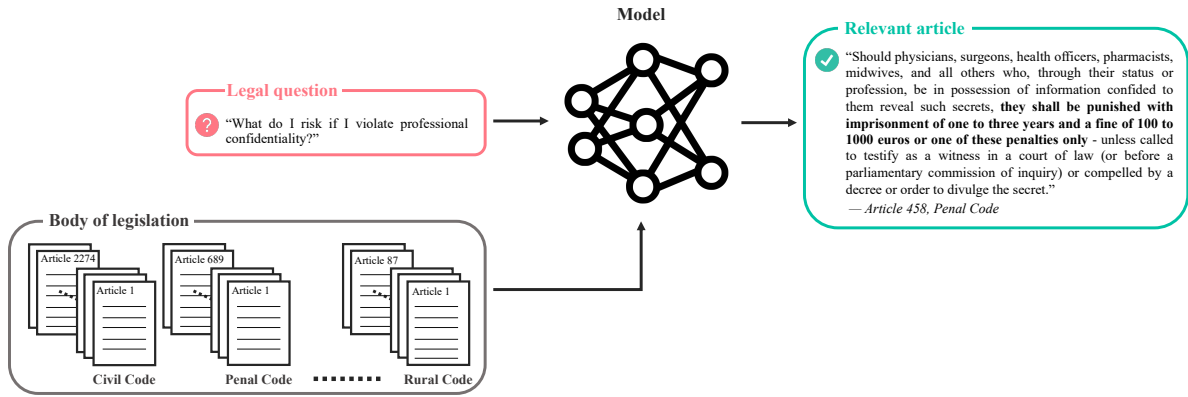 Model
Legal question
?
“What do I risk if I violate professional
confidentiality?”
Body of legislation
Article 2274
Article 1
Civil Code
Article 689
Article 1
Penal Code
Article 87
Article 1
Rural Code
Relevant article
“Should physicians, surgeons, health officers, pharmacists,
midwives, and all others who, through their status or
profession, be in possession of information confided to
them reveal such secrets, they shall be punished with
imprisonment of one to three years and a fine of 100 to
1000 euros or one of these penalties only - unless called
to testify as a witness in a court of law (or before a
parliamentary commission of inquiry) or compelled by a
decree or order to divulge the secret.”
— Article 458, Penal Code